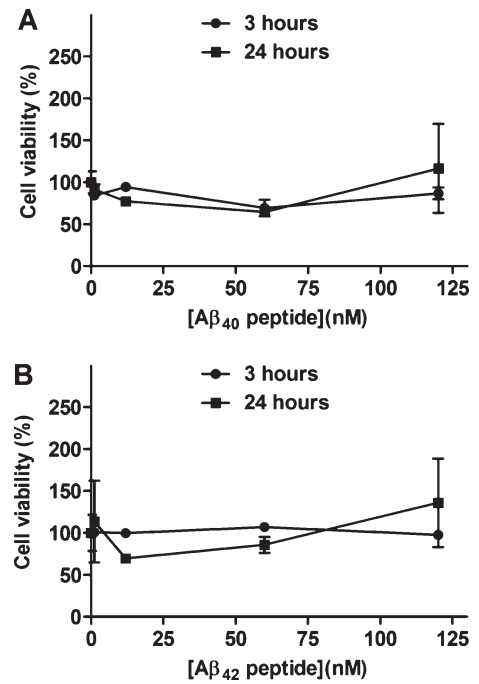 A
3 hours
24 hours
Cell viability (%)
250
200
150
100
50
0
0 25 50 75 100 125
[Aβ40 peptide](nM)
B
3 hours
24 hours
Cell viability (%)
250
200
150
100
50
0
0 25 50 75 100 125
[Aβ42 peptide](nM)